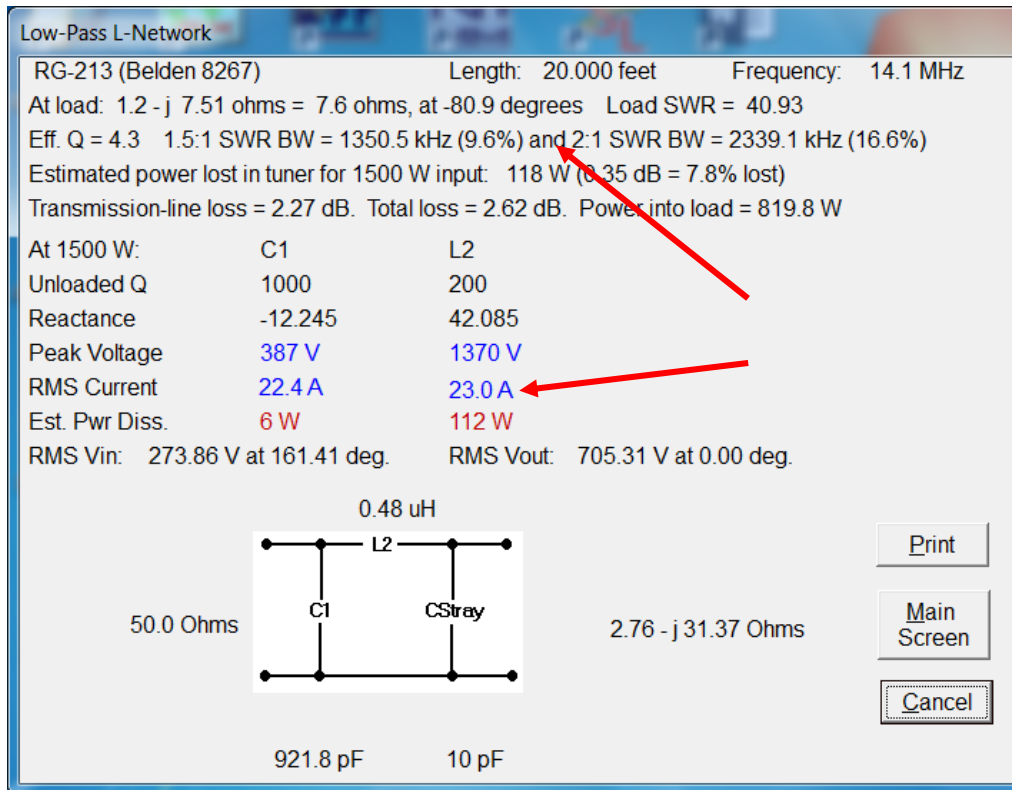 Low-Pass L-Network
RG-213 (Belden 8267) Length: 20.000 feet Frequency: 14.1 MHz
At load: 1.2 - j 7.51 ohms = 7.6 ohms, at -80.9 degrees Load SWR = 40.93
Eff. Q = 4.3 1.5:1 SWR BW = 1350.5 kHz (9.6%) and 2:1 SWR BW = 2339.1 kHz (16.6%)
Estimated power lost in tuner for 1500 W input: 118 W (0.35 dB = 7.8% lost)
Transmission-line loss = 2.27 dB. Total loss = 2.62 dB. Power into load = 819.8 W
At 1500 W: C1 L2
Unloaded Q 1000 200
Reactance -12.245 42.085
Peak Voltage 387 V 1370 V
RMS Current 22.4 A 23.0 A
Est. Pwr Diss. 6 W 112 W
RMS Vin: 273.86 V at 161.41 deg. RMS Vout: 705.31 V at 0.00 deg.
0.48 uH
L2
Print
C1 CStray
50.0 Ohms 2.76 - j 31.37 Ohms
Main
Screen
Cancel
921.8 pF 10 pF